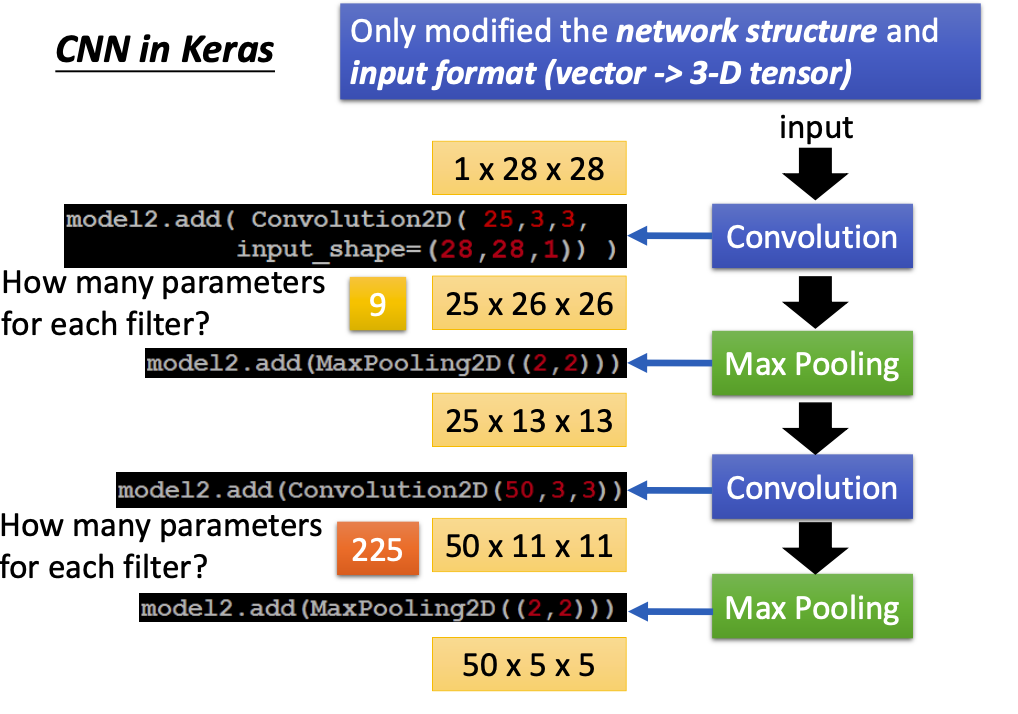 CNN in Keras
Only modified the network structure and
input format (vector -> 3-D tensor)
input
1 x 28 x 28
model2.add( Convolution2D( 25,3,3,
input_shape=(28,28,1)) )
Convolution
How many parameters
for each filter?
9
25 x 26 x 26
model2.add(MaxPooling2D((2,2)))
Max Pooling
25 x 13 x 13
model2.add(Convolution2D(50,3,3))
Convolution
How many parameters
for each filter?
225
50 x 11 x 11
model2.add(MaxPooling2D((2,2)))
Max Pooling
50 x 5 x 5